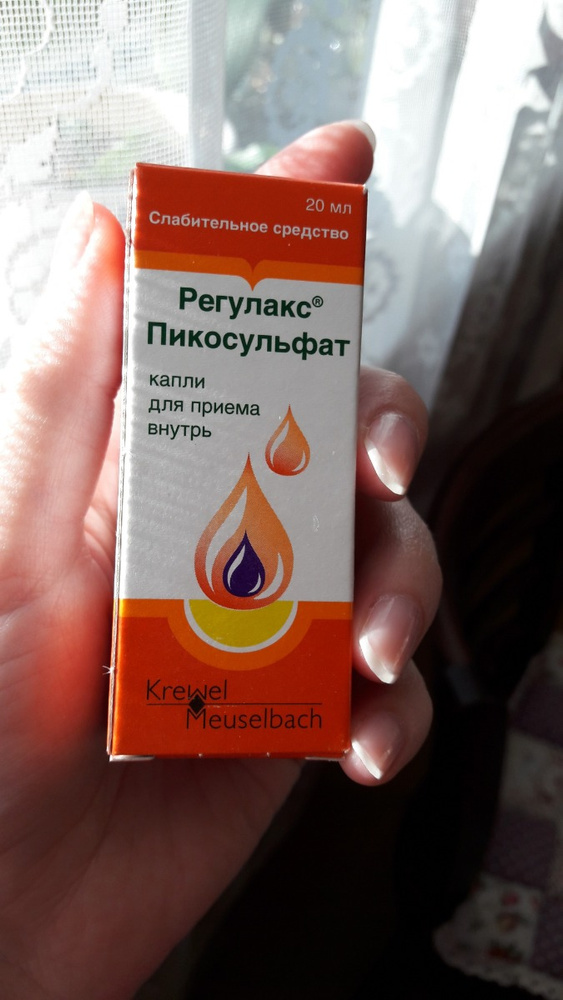 20 мл
Слабительное средство
Регулакс®
Пикосульфат
капли
для приема
внутрь
Krewel
Meuselbach